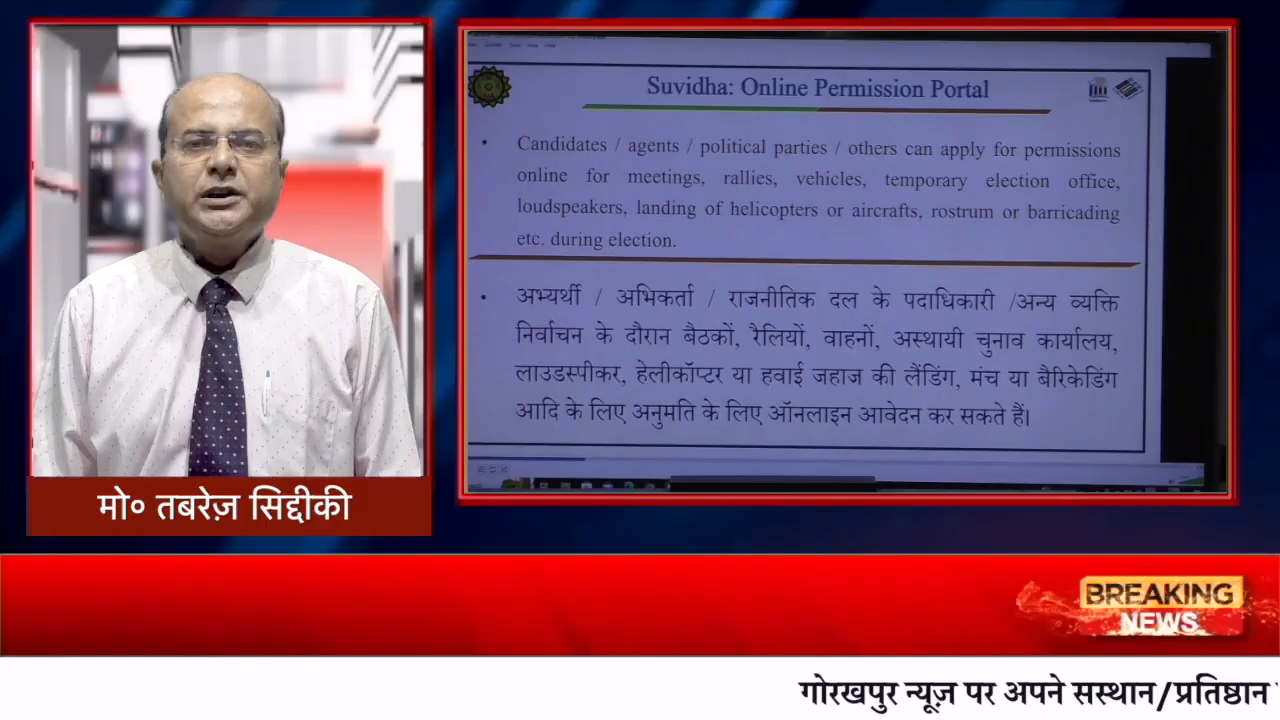 Suvidha: Online Permission Portal
• Candidates / agents / political parties / others can apply for permissions
online for meetings, rallies, vehicles, temporary election office,
loudspeakers, landing of helicopters or aircrafts, rostrum or barricading
etc. during election.
• अभ्यर्थी / अभिकर्ता / राजनीतिक दल के पदाधिकारी /अन्य व्यक्ति
निर्वाचन के दौरान बैठकों, रैलियों, वाहनों, अस्थायी चुनाव कार्यालय,
लाउडस्पीकर, हेलीकॉप्टर या हवाई जहाज की लैंडिंग, मंच या बैरिकेडिंग
आदि के लिए अनुमति के लिए ऑनलाइन आवेदन कर सकते हैं।
मो० तबरेज़ सिद्दीकी
BREAKING
NEWS
गोरखपुर न्यूज़ पर अपने सस्थान/प्रतिष्ठान